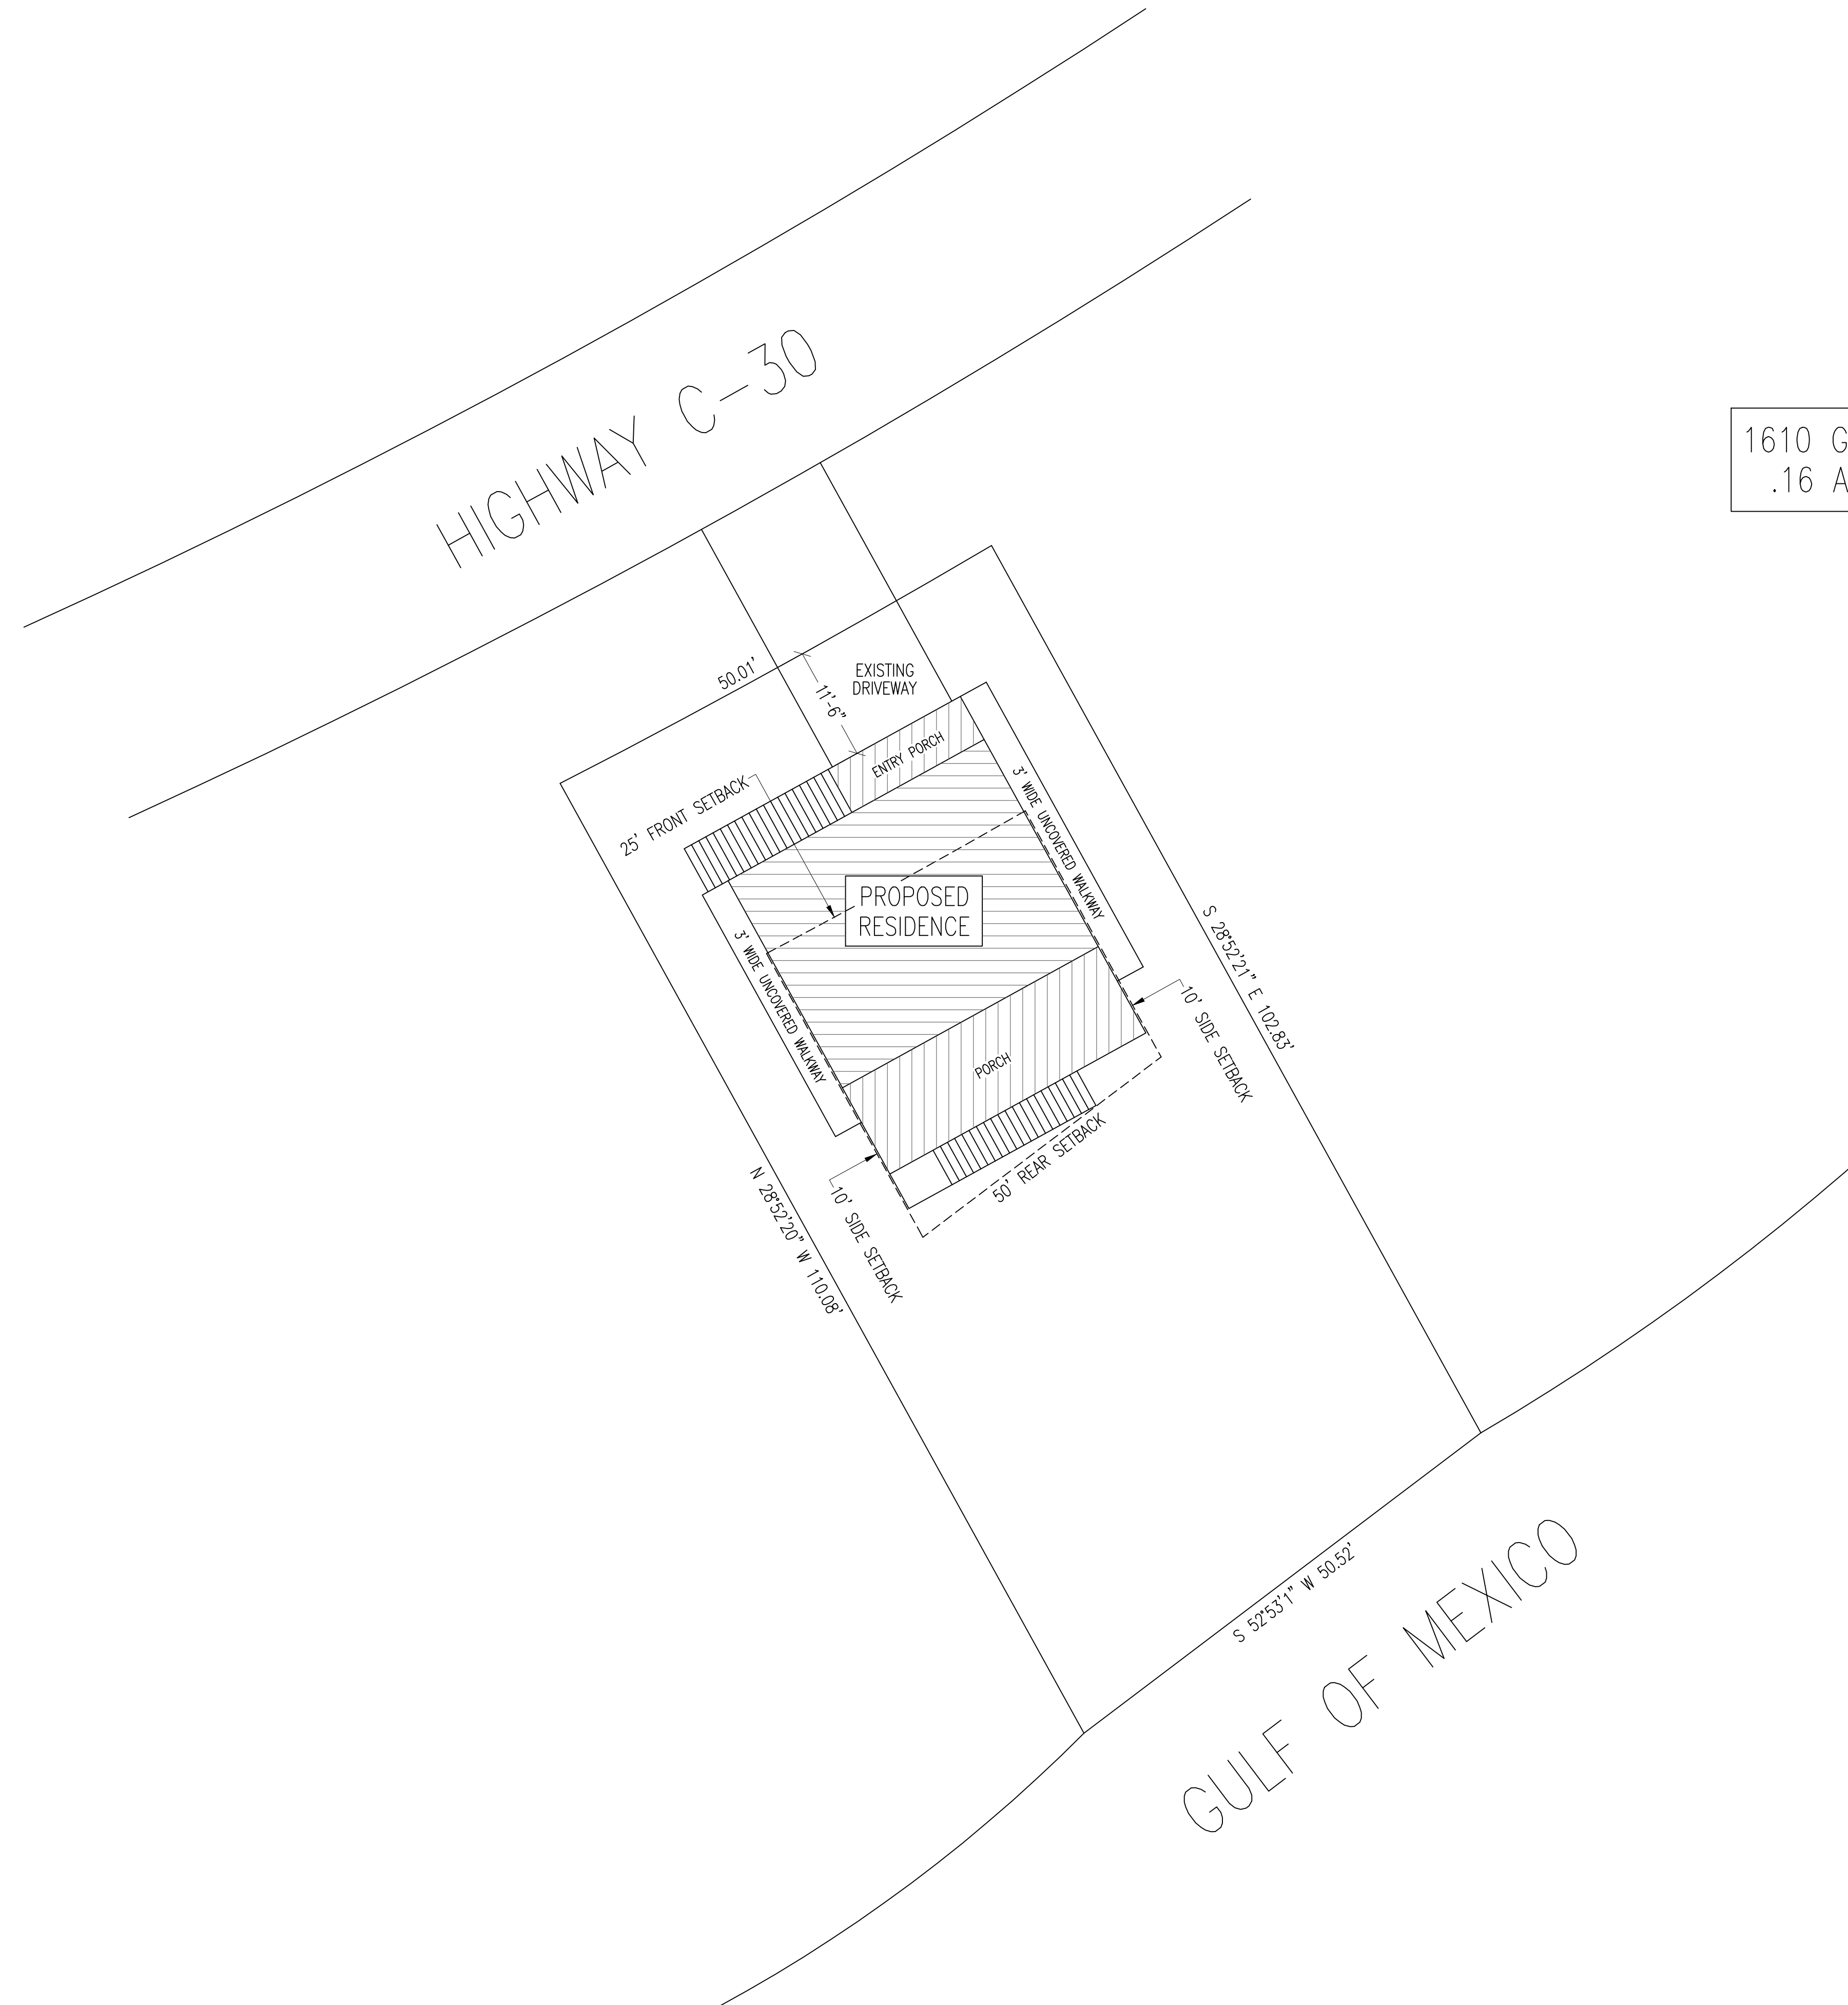 HIGHWAY C-30
1610 G
.16 A
50.01'
11'-6"
EXISTING
DRIVEWAY
ENTRY PORCH
25' FRONT SETBACK
3' WIDE UNCOVERED WALKWAY
PROPOSED
RESIDENCE
3' WIDE UNCOVERED WALKWAY
S 28°52'21" E 102.83'
10' SIDE SETBACK
PORCH
50' REAR SETBACK
10' SIDE SETBACK
N 28°52'20" W 110.08'
S 52°53'1" W 50.52'
GULF OF MEXICO